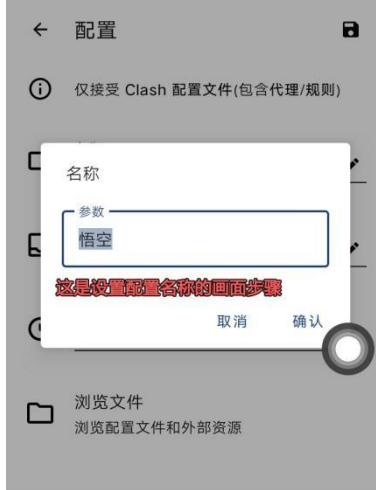 配置
仅接受 Clash 配置文件(包含代理/规则)
名称
参数
悟空
这是设置配置名称的画面步骤
取消 确认
浏览文件
浏览配置文件和外部资源